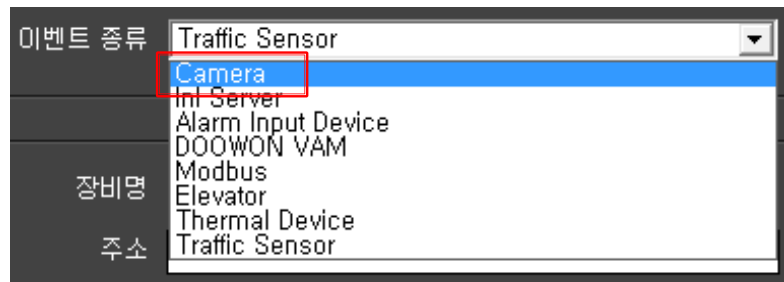 이벤트 종류 Traffic Sensor
Camera
InI Server
Alarm Input Device
DOOWON VAM
Modbus
장비명
Elevator
Thermal Device
주소 Traffic Sensor